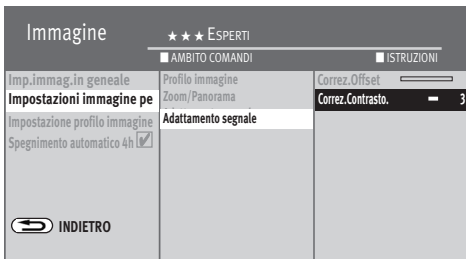 Immagine
★ ★ ★ ESPERTI
AMBITO COMANDI
ISTRUZIONI
Imp.immag.in geneale
Impostazioni immagine pe
Impostazione profilo immagine
Spegnimento automatico 4h
Profilo immagine
Zoom/Panorama
Adattamento segnale
Correz.Offset
Correz.Contrasto. – 3
INDIETRO